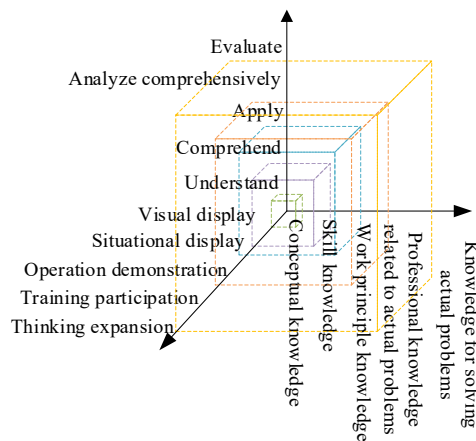 Evaluate
Analyze comprehensively
Apply
Comprehend
Understand
Visual display
Situational display
Operation demonstration
Training participation
Thinking expansion
Conceptual knowledge
Skill knowledge
Work principle knowledge
related to actual problems
Professional knowledge
actual problems
Knowledge for solving